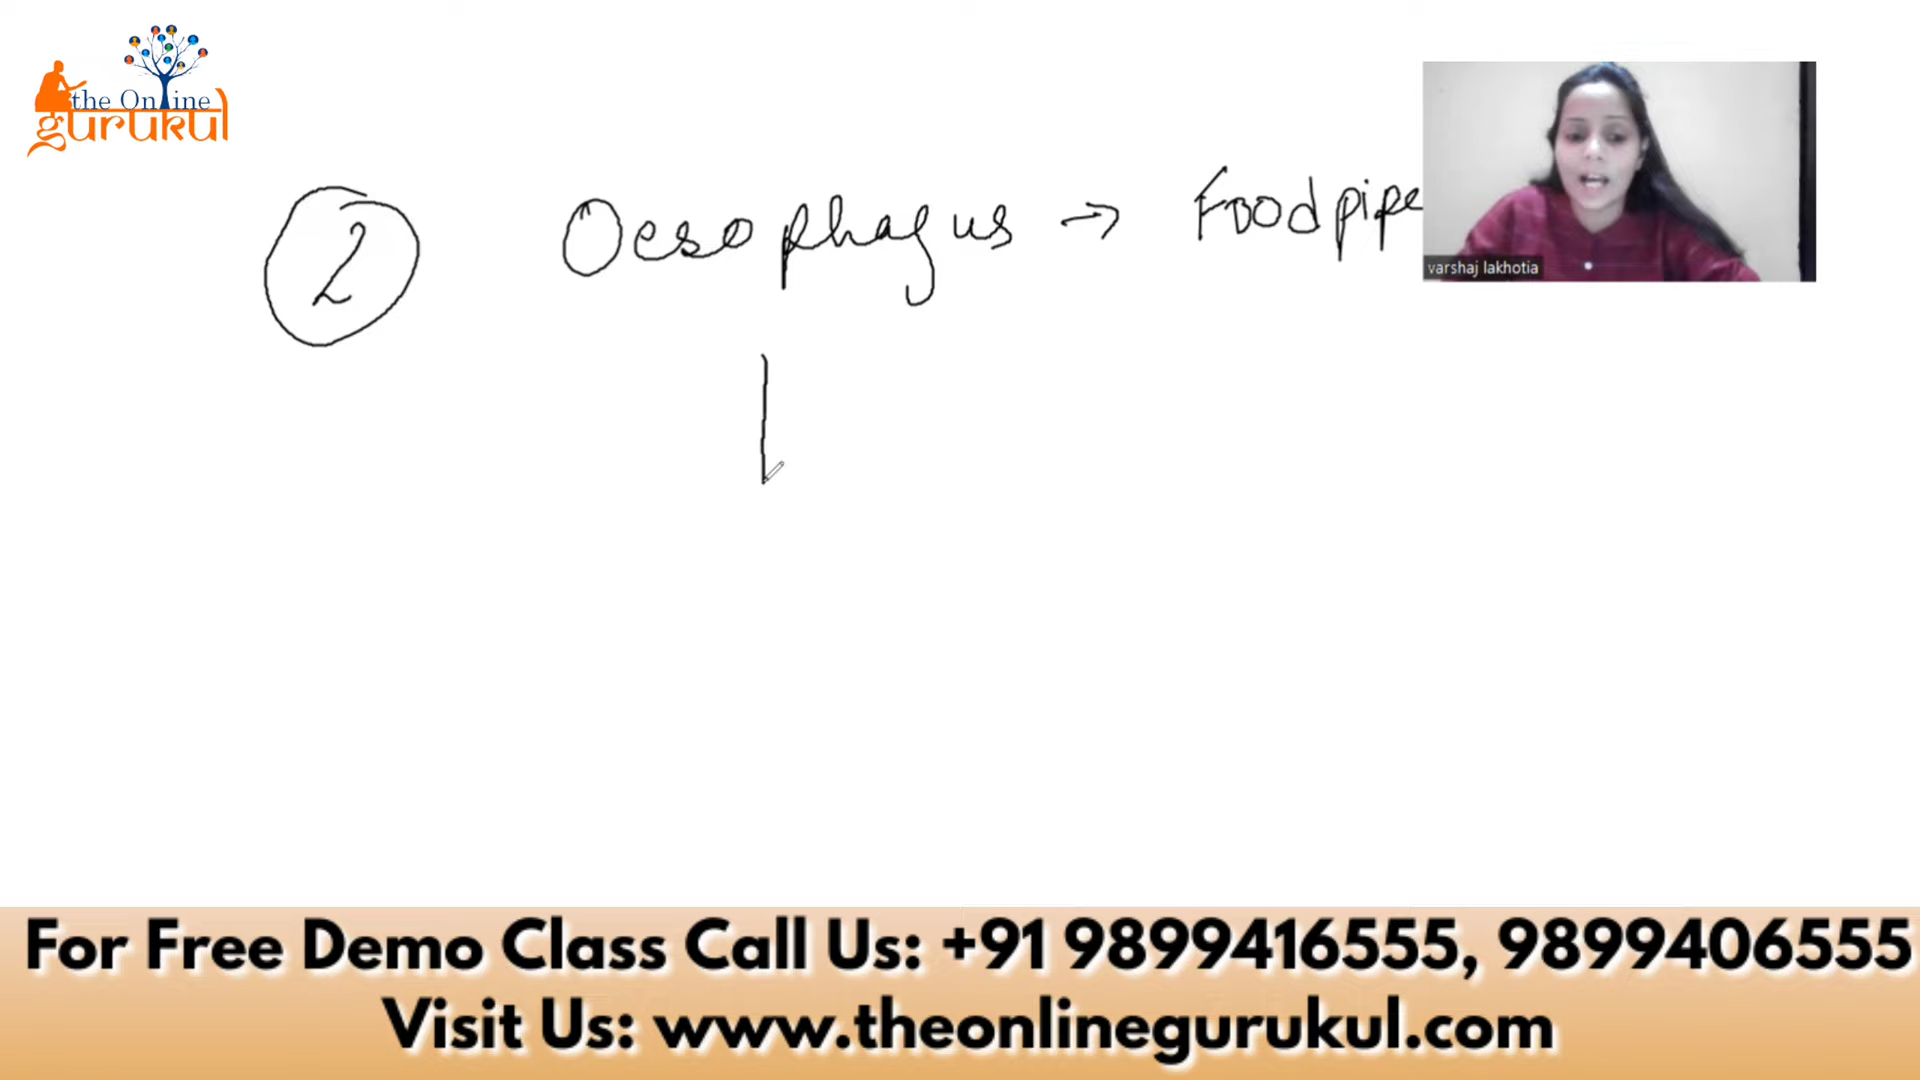 the Online
gurukul
2 Oesophagus → Foodpipe
varshaj lakhotia
For Free Demo Class Call Us: +91 9899416555, 9899406555
Visit Us: www.theonlinegurukul.com